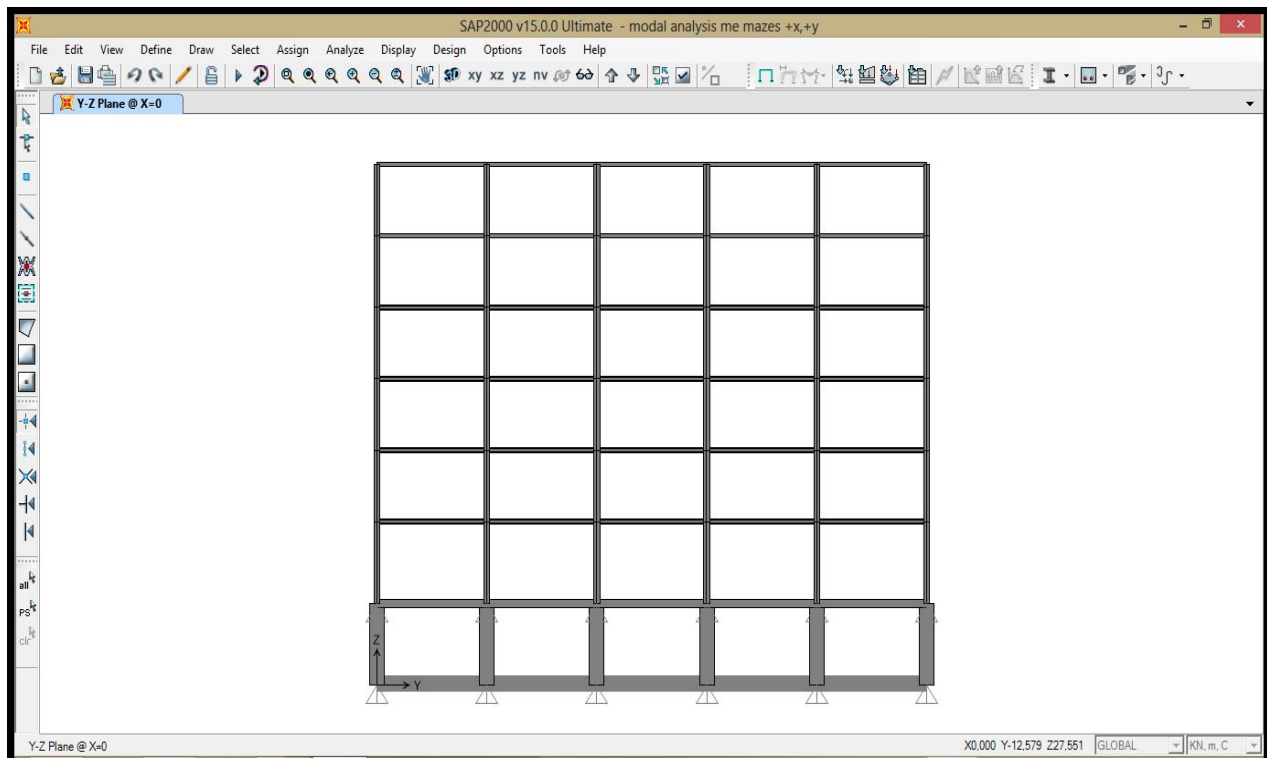 SAP2000 v15.0.0 Ultimate - modal analysis me mazes +x,+y
File Edit View Define Draw Select Assign Analyze Display Design Options Tools Help
3D xy xz yz nv
Y-Z Plane @ X=0
all
PS
clr
Z
Y
Y-Z Plane @ X=0
X0,000 Y-12,579 Z27,551 GLOBAL KN, m, C